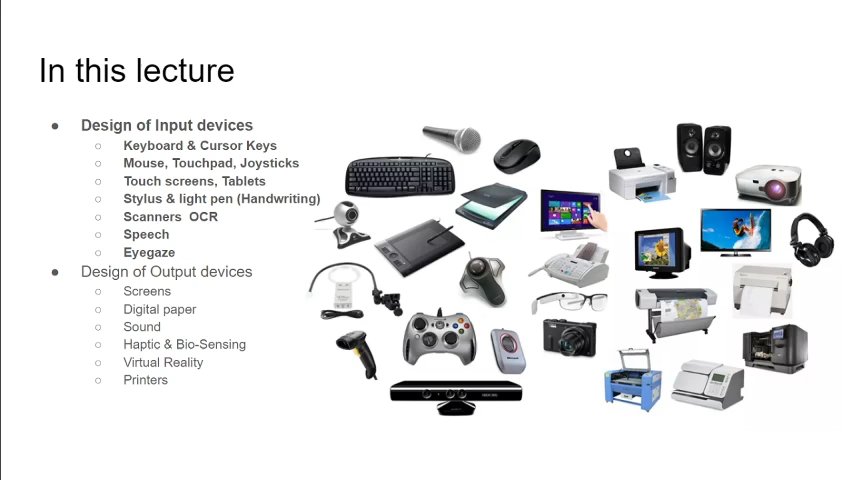 In this lecture
● Design of Input devices
○ Keyboard & Cursor Keys
○ Mouse, Touchpad, Joysticks
○ Touch screens, Tablets
○ Stylus & light pen (Handwriting)
○ Scanners OCR
○ Speech
○ Eyegaze
● Design of Output devices
○ Screens
○ Digital paper
○ Sound
○ Haptic & Bio-Sensing
○ Virtual Reality
○ Printers